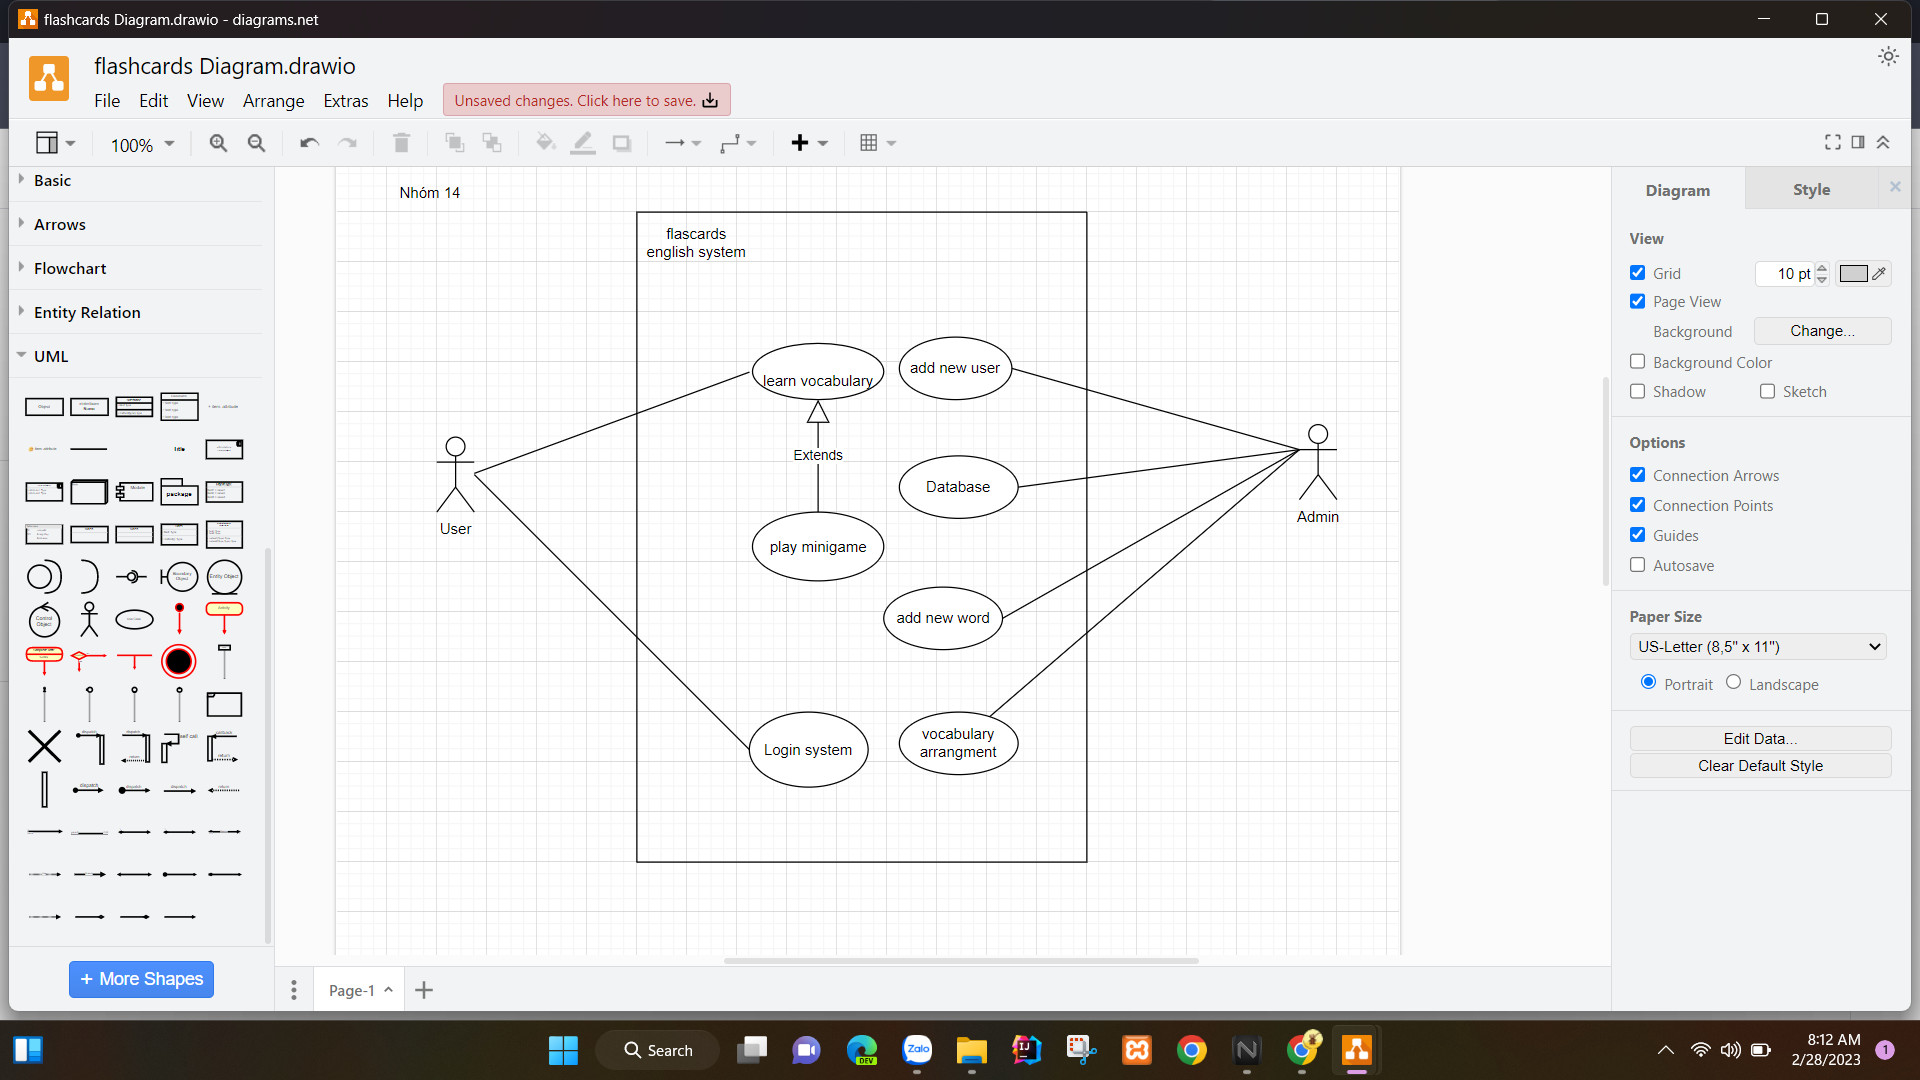 flashcards Diagram.drawio - diagrams.net
flashcards Diagram.drawio
File Edit View Arrange Extras Help
Unsaved changes. Click here to save.
100%
Basic
Arrows
Flowchart
Entity Relation
UML
package
+ More Shapes
Nhóm 14
flascards
english system
learn vocabulary
add new user
Extends
Database
play minigame
add new word
Login system
vocabulary
arrangment
User
Admin
Page-1
Diagram
Style
View
Grid
10 pt
Page View
Background
Change...
Background Color
Shadow
Sketch
Options
Connection Arrows
Connection Points
Guides
Autosave
Paper Size
US-Letter (8,5" x 11")
Portrait
Landscape
Edit Data...
Clear Default Style
Search
DEV
Zalo
IJ
8:12 AM
2/28/2023
1